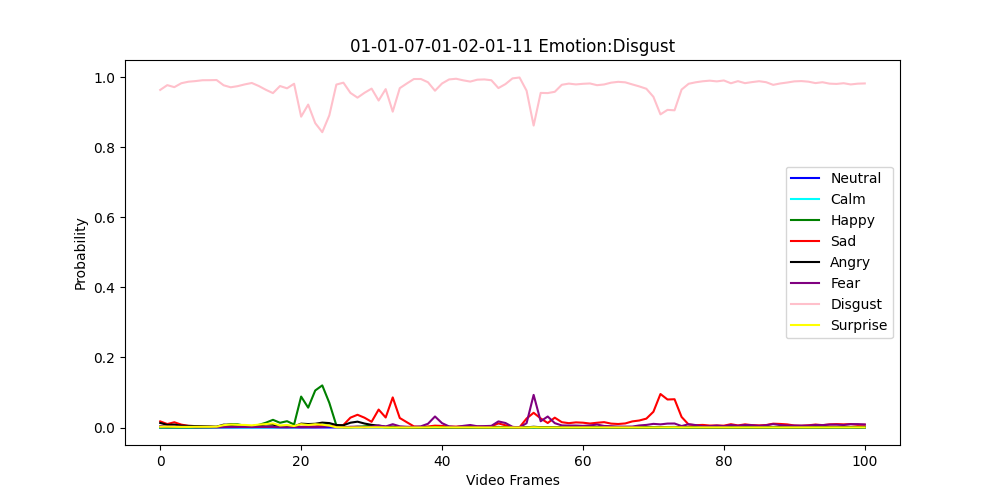 01-01-07-01-02-01-11 Emotion:Disgust
Probability
1.0
0.8
0.6
0.4
0.2
0.0
Neutral
Calm
Happy
Sad
Angry
Fear
Disgust
Surprise
0 20 40 60 80 100
Video Frames